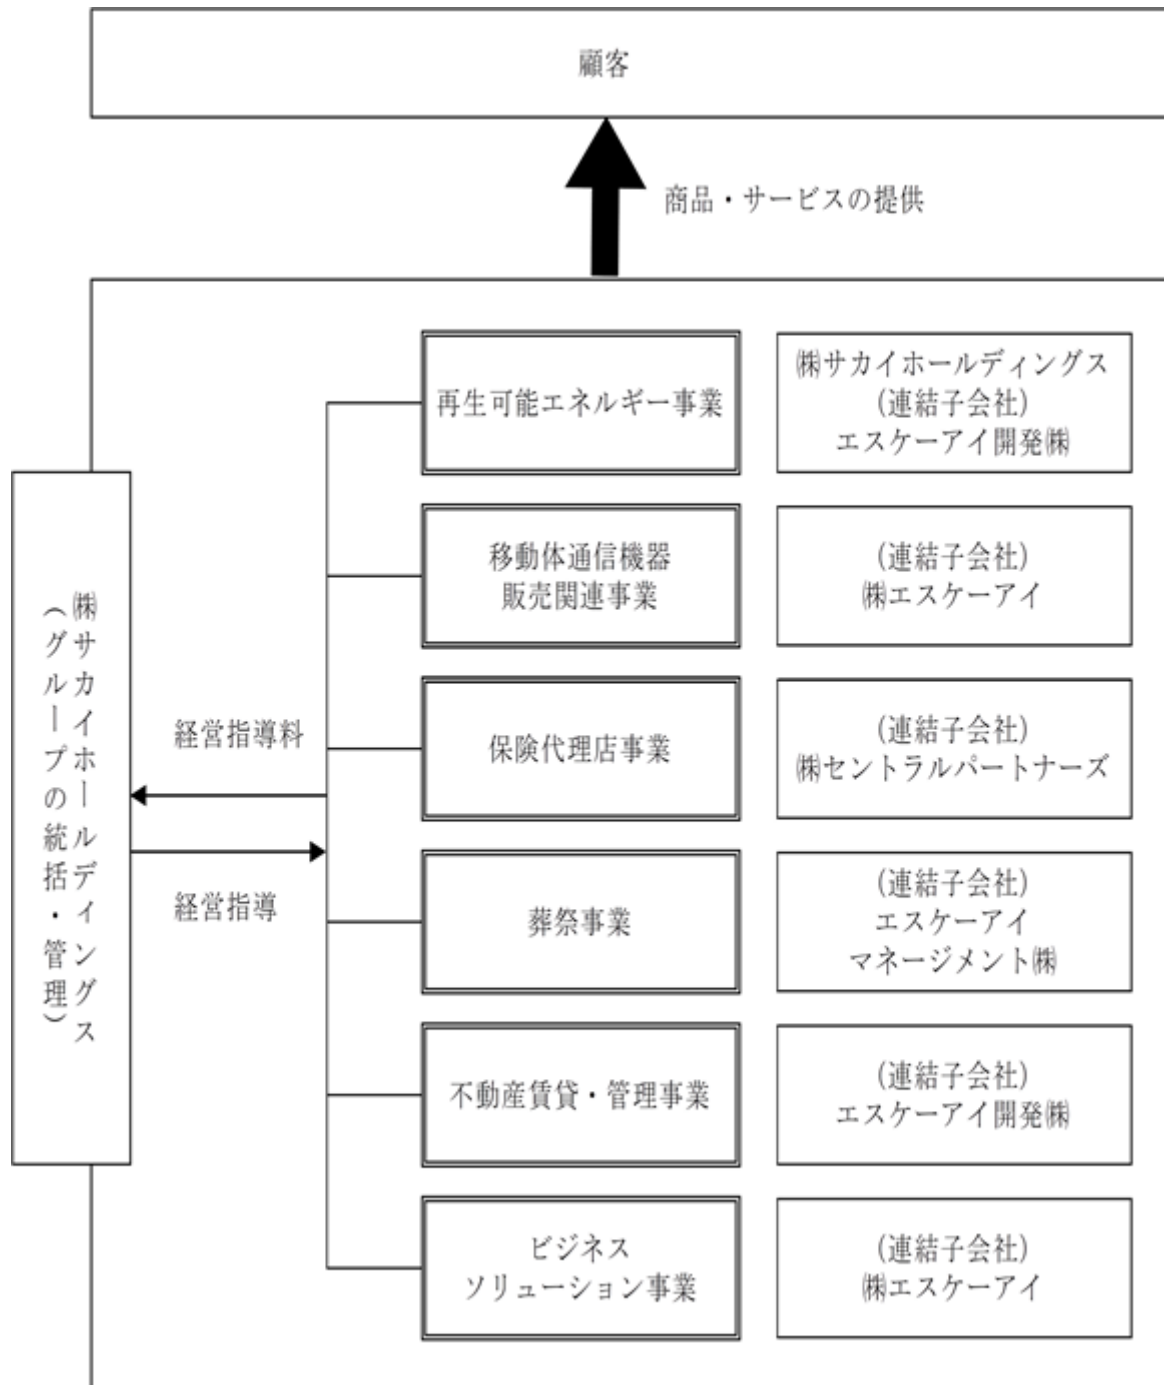 顧客
商品・サービスの提供
再生可能エネルギー事業
㈱サカイホールディングス
(連結子会社)
エスケーアイ開発㈱
移動体通信機器
販売関連事業
(連結子会社)
㈱エスケーアイ
㈱サカイホールディングス
(グループの統括・管理)
経営指導料
経営指導
保険代理店事業
(連結子会社)
㈱セントラルパートナーズ
葬祭事業
(連結子会社)
エスケーアイ
マネージメント㈱
不動産賃貸・管理事業
(連結子会社)
エスケーアイ開発㈱
ビジネス
ソリューション事業
(連結子会社)
㈱エスケーアイ